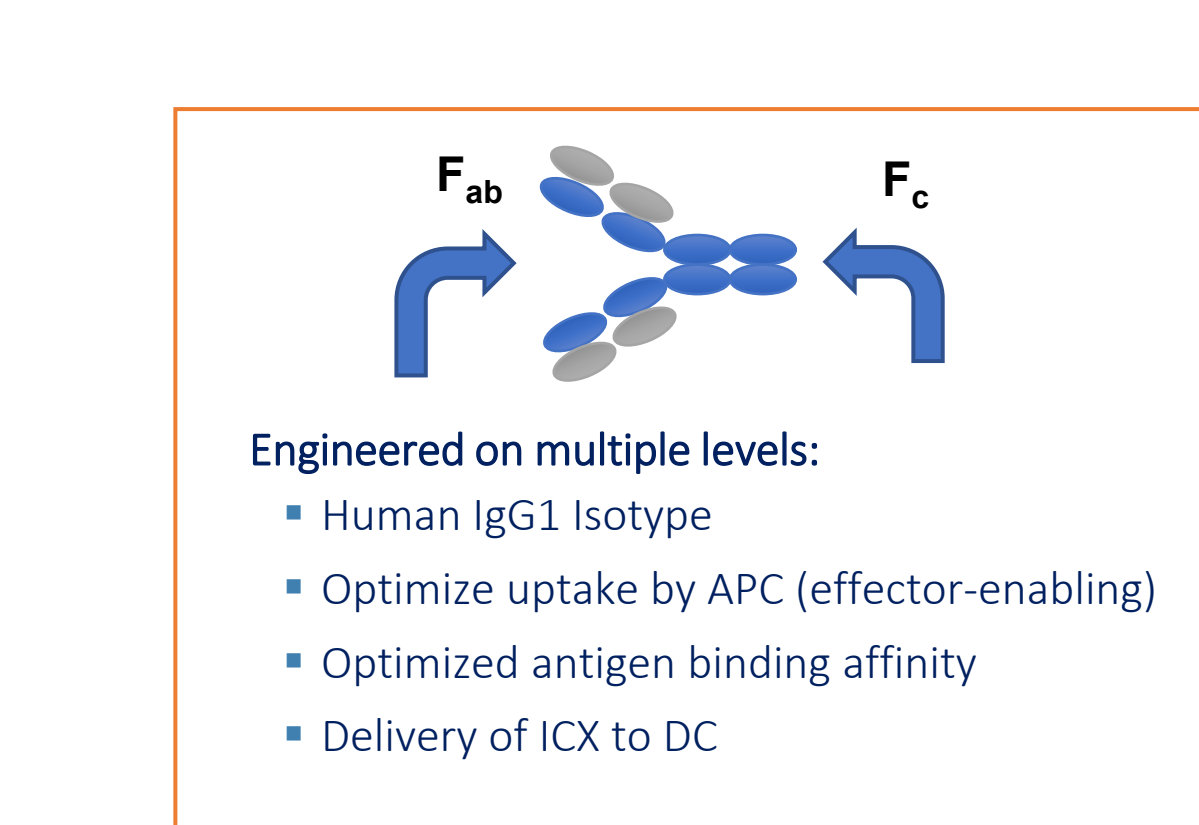 Fab
Fc
Engineered on multiple levels:
▪ Human IgG1 Isotype
▪ Optimize uptake by APC (effector-enabling)
▪ Optimized antigen binding affinity
▪ Delivery of ICX to DC